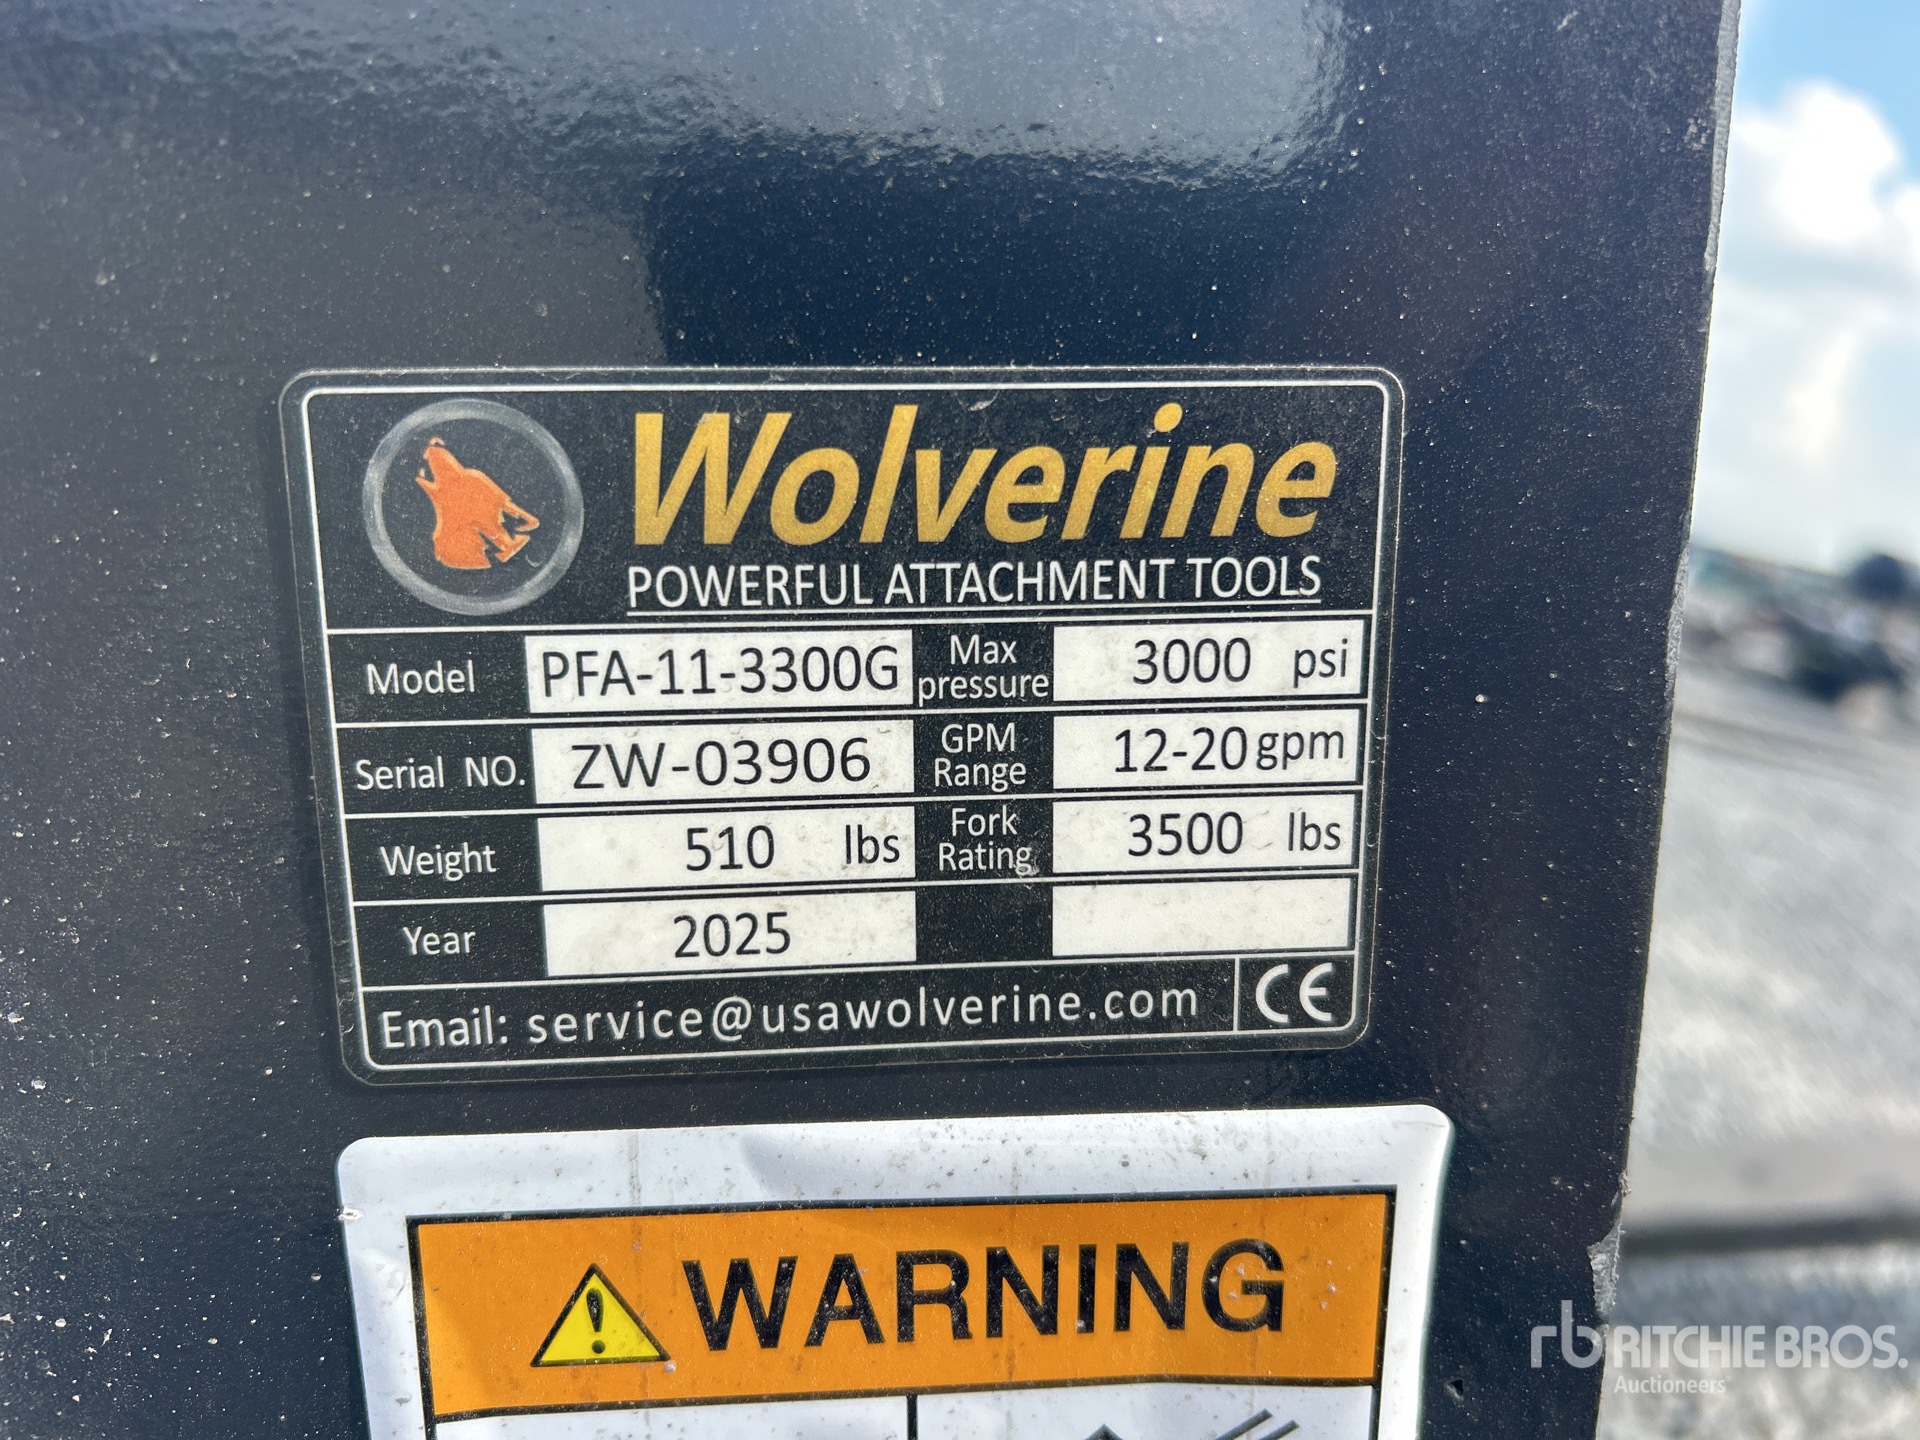 Wolverine
POWERFUL ATTACHMENT TOOLS
Model PFA-11-3300G Max pressure 3000 psi
Serial NO. ZW-03906 GPM Range 12-20 gpm
Weight 510 lbs Fork Rating 3500 lbs
Year 2025
Email: service@usawolverine.com CE
WARNING
rb RITCHIE BROS.
Auctioneers